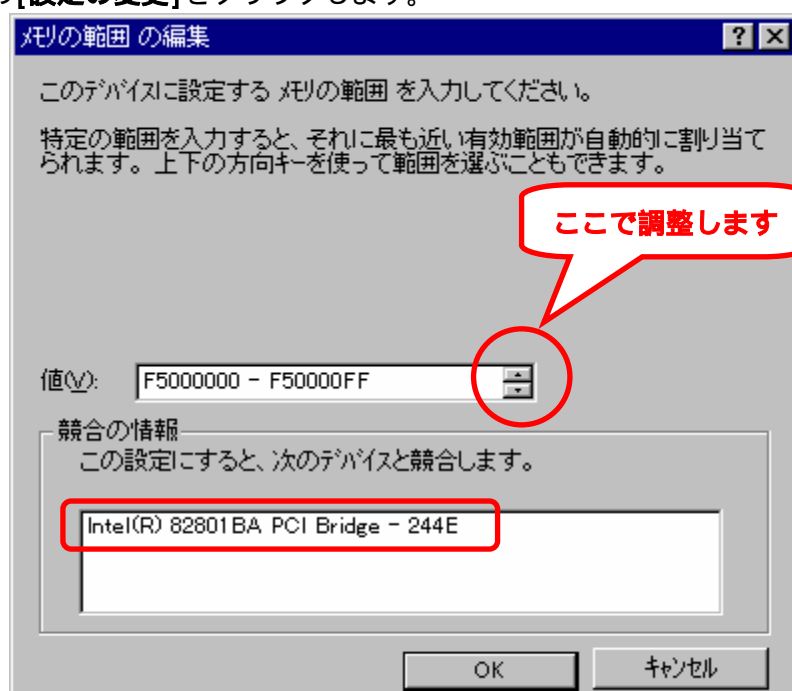 の[設定の変更]をクリックします。
メモリの範囲 の編集
このデバイスに設定する メモリの範囲 を入力してください。
特定の範囲を入力すると、それに最も近い有効範囲が自動的に割り当て
られます。上下の方向キーを使って範囲を選ぶこともできます。
ここで調整します
値(V): F5000000 - F50000FF
競合の情報
この設定にすると、次のデバイスと競合します。
Intel(R) 82801BA PCI Bridge - 244E
OK キャンセル